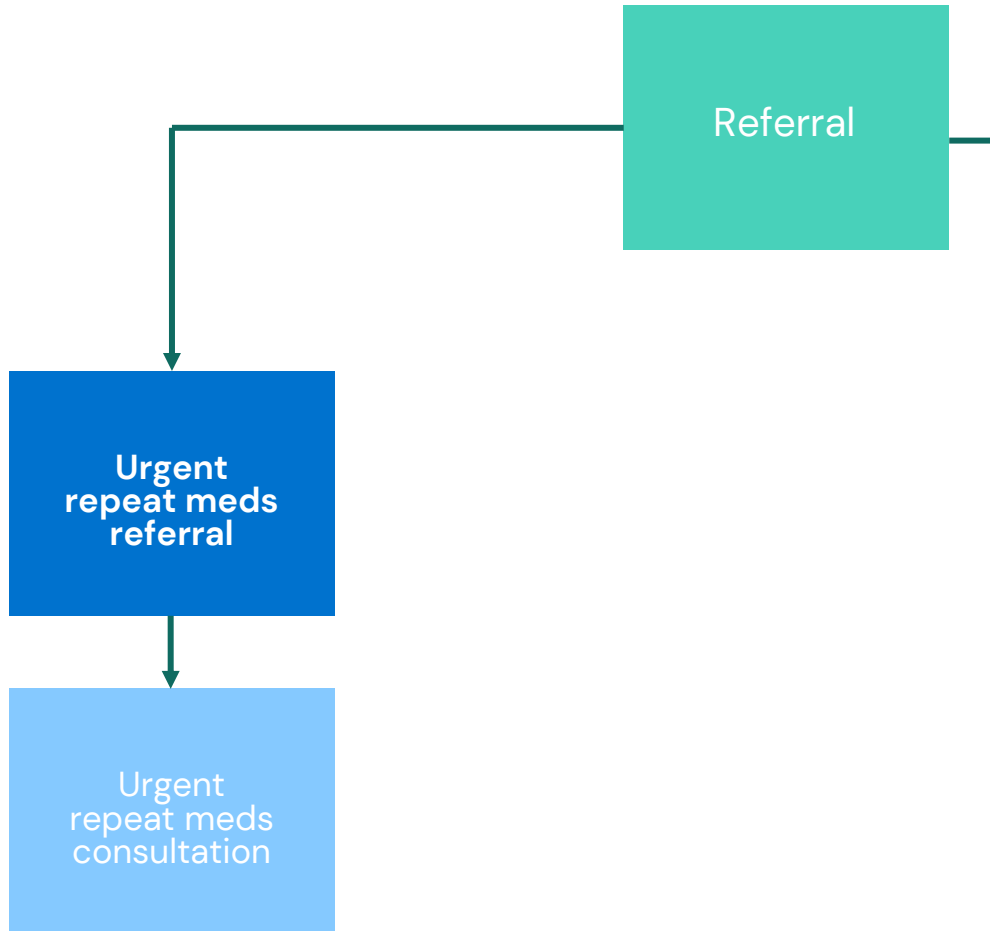 Referral
Urgent
repeat meds
referral
Urgent
repeat meds
consultation